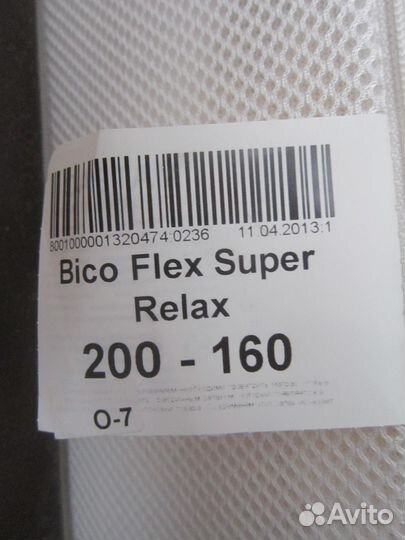 8001000001320474 0236 11 04.2013:1
Bico Flex Super
Relax
200 - 160
O-7
Avito